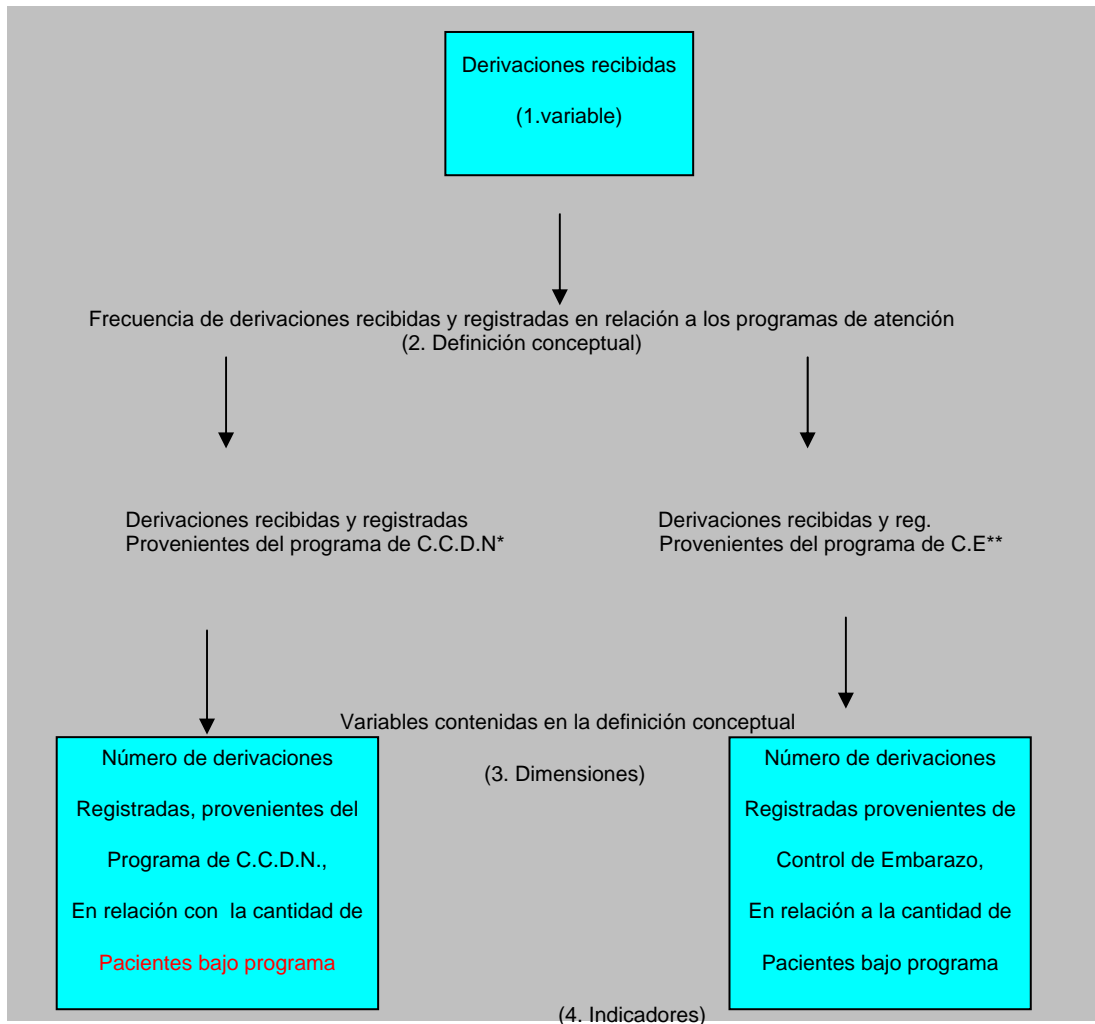 Derivaciones recibidas
(1.variable)
Frecuencia de derivaciones recibidas y registradas en relación a los programas de atención
(2. Definición conceptual)
Derivaciones recibidas y registradas
Provenientes del programa de C.C.D.N*
Derivaciones recibidas y reg.
Provenientes del programa de C.E**
Variables contenidas en la definición conceptual
(3. Dimensiones)
Número de derivaciones
Registradas, provenientes del
Programa de C.C.D.N.,
En relación con la cantidad de
Pacientes bajo programa
Número de derivaciones
Registradas provenientes de
Control de Embarazo,
En relación a la cantidad de
Pacientes bajo programa
(4. Indicadores)